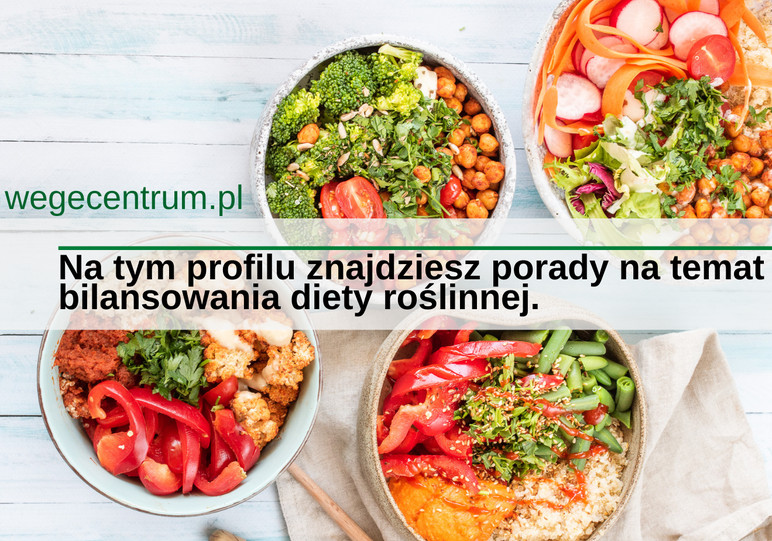 wegecentrum.pl
Na tym profilu znajdziesz porady na temat
bilansowania diety roślinnej.